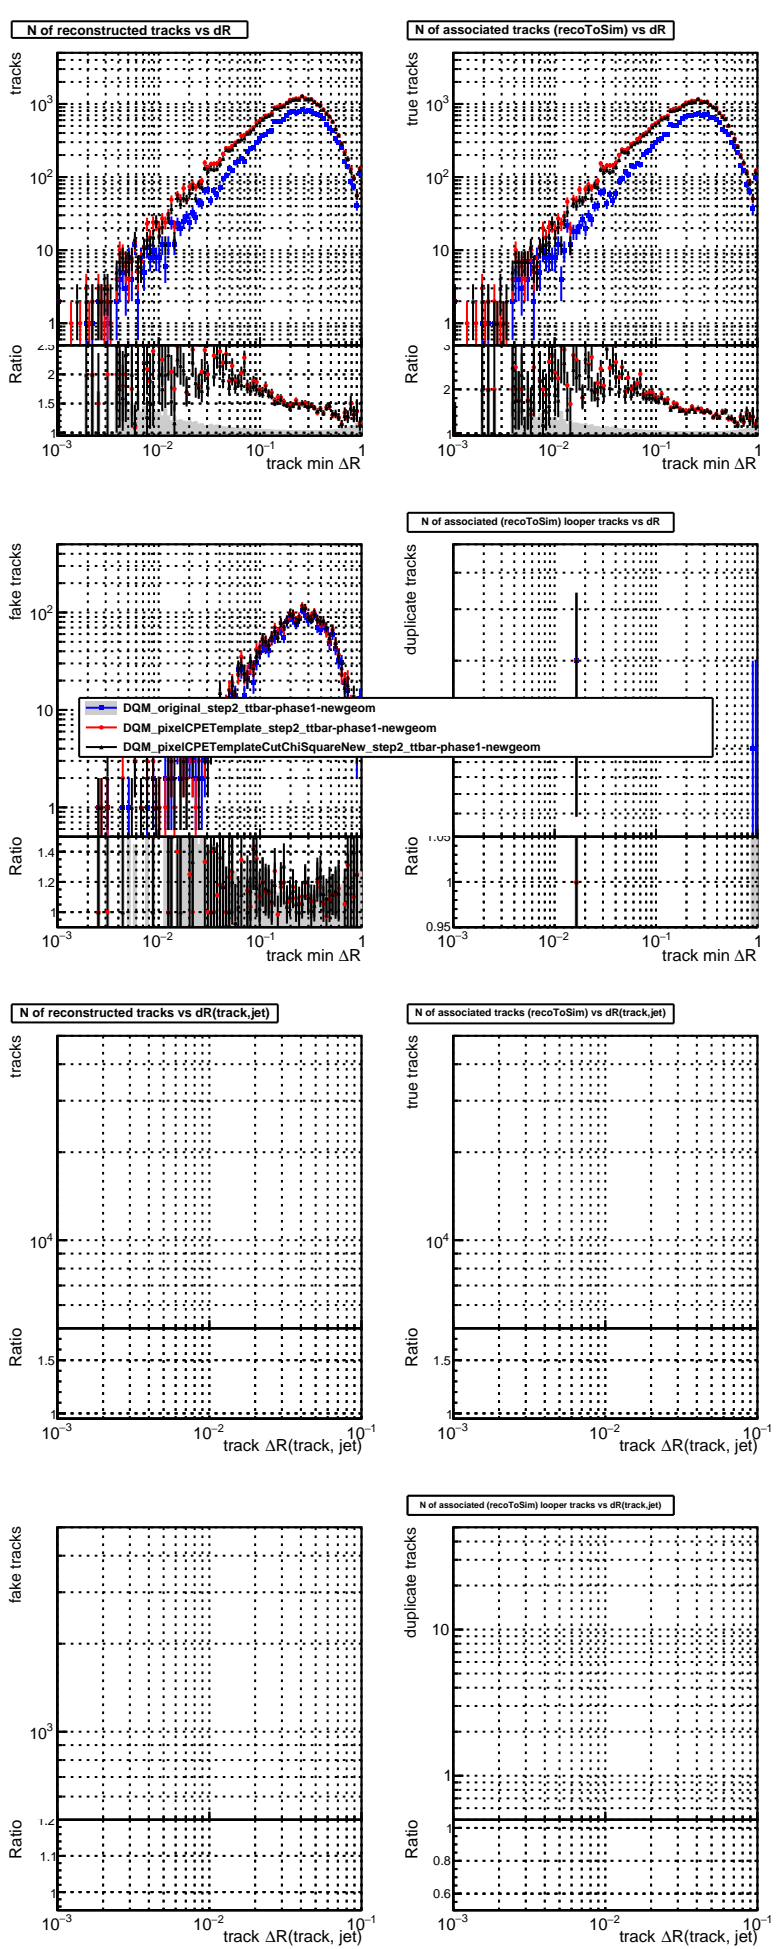 N of reconstructed tracks vs dR
tracks
10³
10²
10
1
Ratio
2.5
2
1.5
1
10⁻³ 10⁻² 10⁻¹ 1
track min ΔR
N of associated tracks (recoToSim) vs dR
true tracks
10³
10²
10
1
Ratio
3
2
1
10⁻³ 10⁻² 10⁻¹ 1
track min ΔR
fake tracks
10²
10
1
Ratio
1.4
1.2
1
10⁻³ 10⁻² 10⁻¹ 1
track min ΔR
N of associated (recoToSim) looper tracks vs dR
duplicate tracks
Ratio
1.05
1
0.95
10⁻³ 10⁻² 10⁻¹ 1
track min ΔR
DQM_original_step2_ttbar-phase1-newgeom
DQM_pixelCPETemplate_step2_ttbar-phase1-newgeom
DQM_pixelCPETemplateCutChiSquareNew_step2_ttbar-phase1-newgeom
N of reconstructed tracks vs dR(track,jet)
tracks
10⁴
Ratio
1.5
1
10⁻³ 10⁻² 10⁻¹
track ΔR(track, jet)
N of associated tracks (recoToSim) vs dR(track,jet)
true tracks
10⁴
Ratio
1.5
1
10⁻³ 10⁻² 10⁻¹
track ΔR(track, jet)
fake tracks
10³
Ratio
1.2
1.1
1
10⁻³ 10⁻² 10⁻¹
track ΔR(track, jet)
N of associated (recoToSim) looper tracks vs dR(track,jet)
duplicate tracks
10
1
Ratio
1
0.8
0.6
10⁻³ 10⁻² 10⁻¹
track ΔR(track, jet)